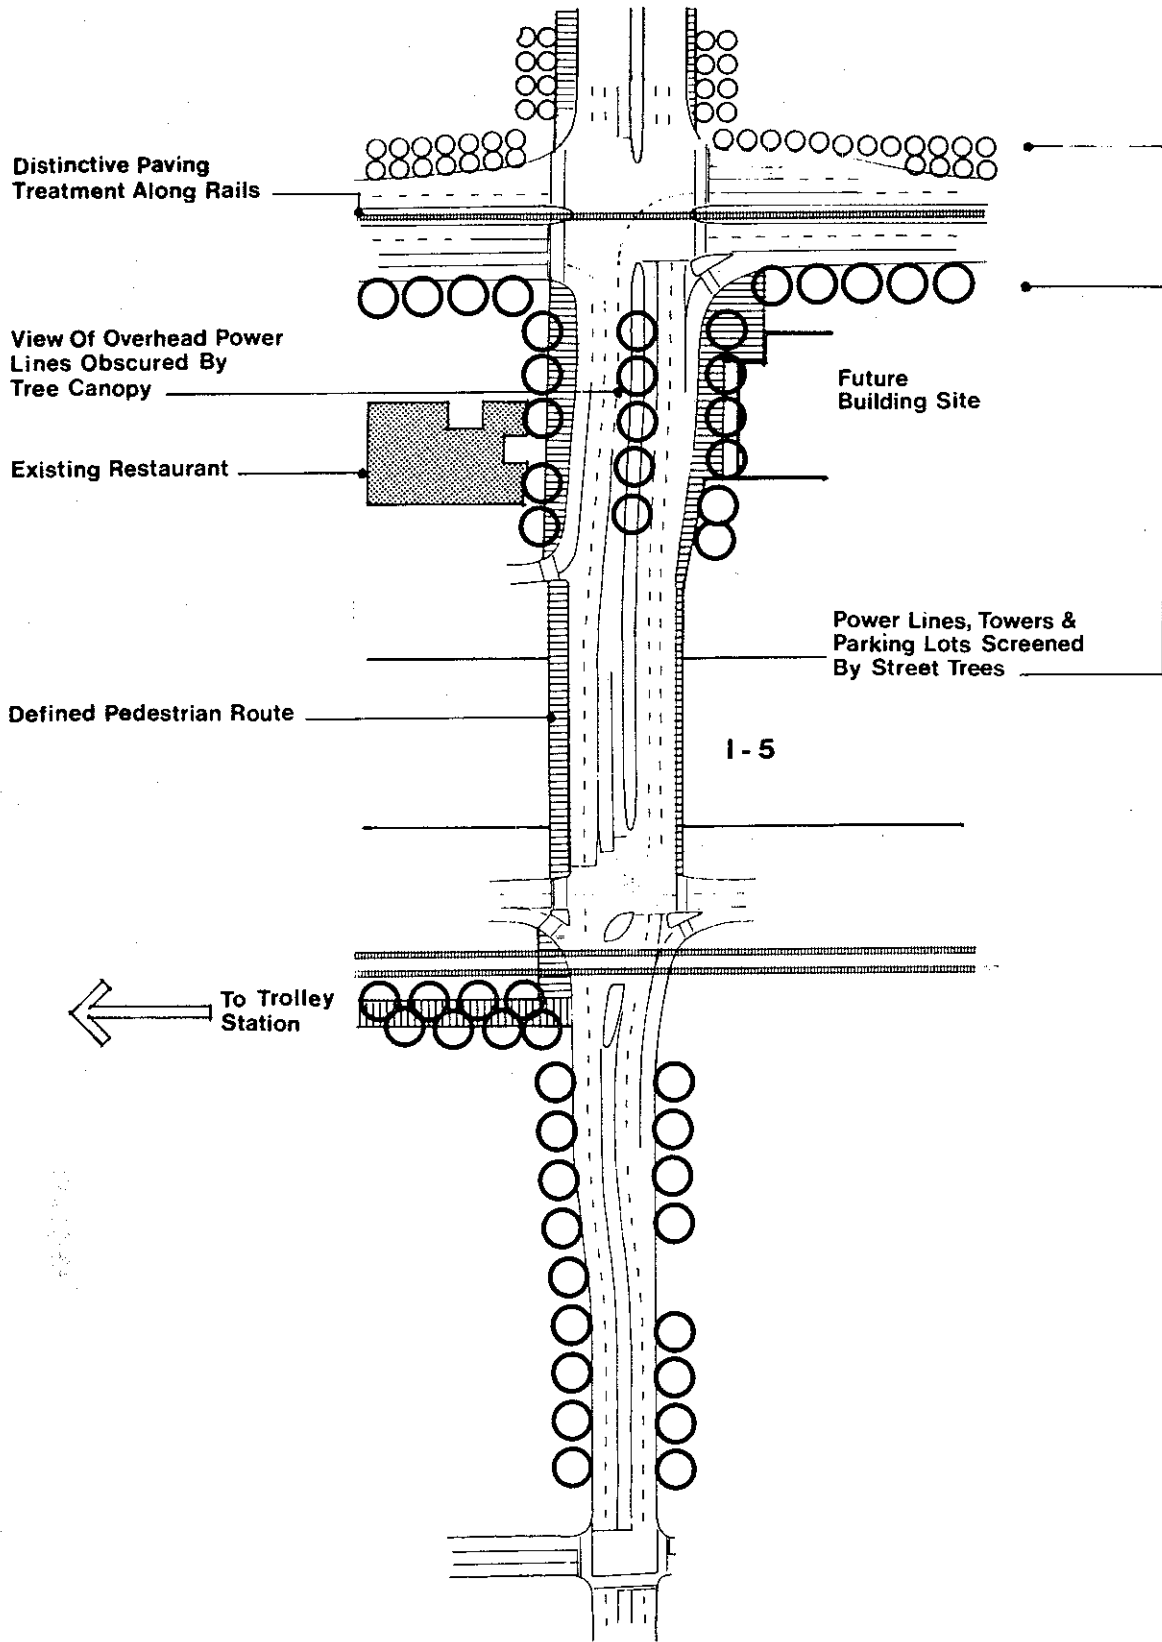 Distinctive Paving
Treatment Along Rails
View Of Overhead Power
Lines Obscured By
Tree Canopy
Future
Building Site
Existing Restaurant
Power Lines, Towers &
Parking Lots Screened
By Street Trees
Defined Pedestrian Route
I-5
To Trolley
Station